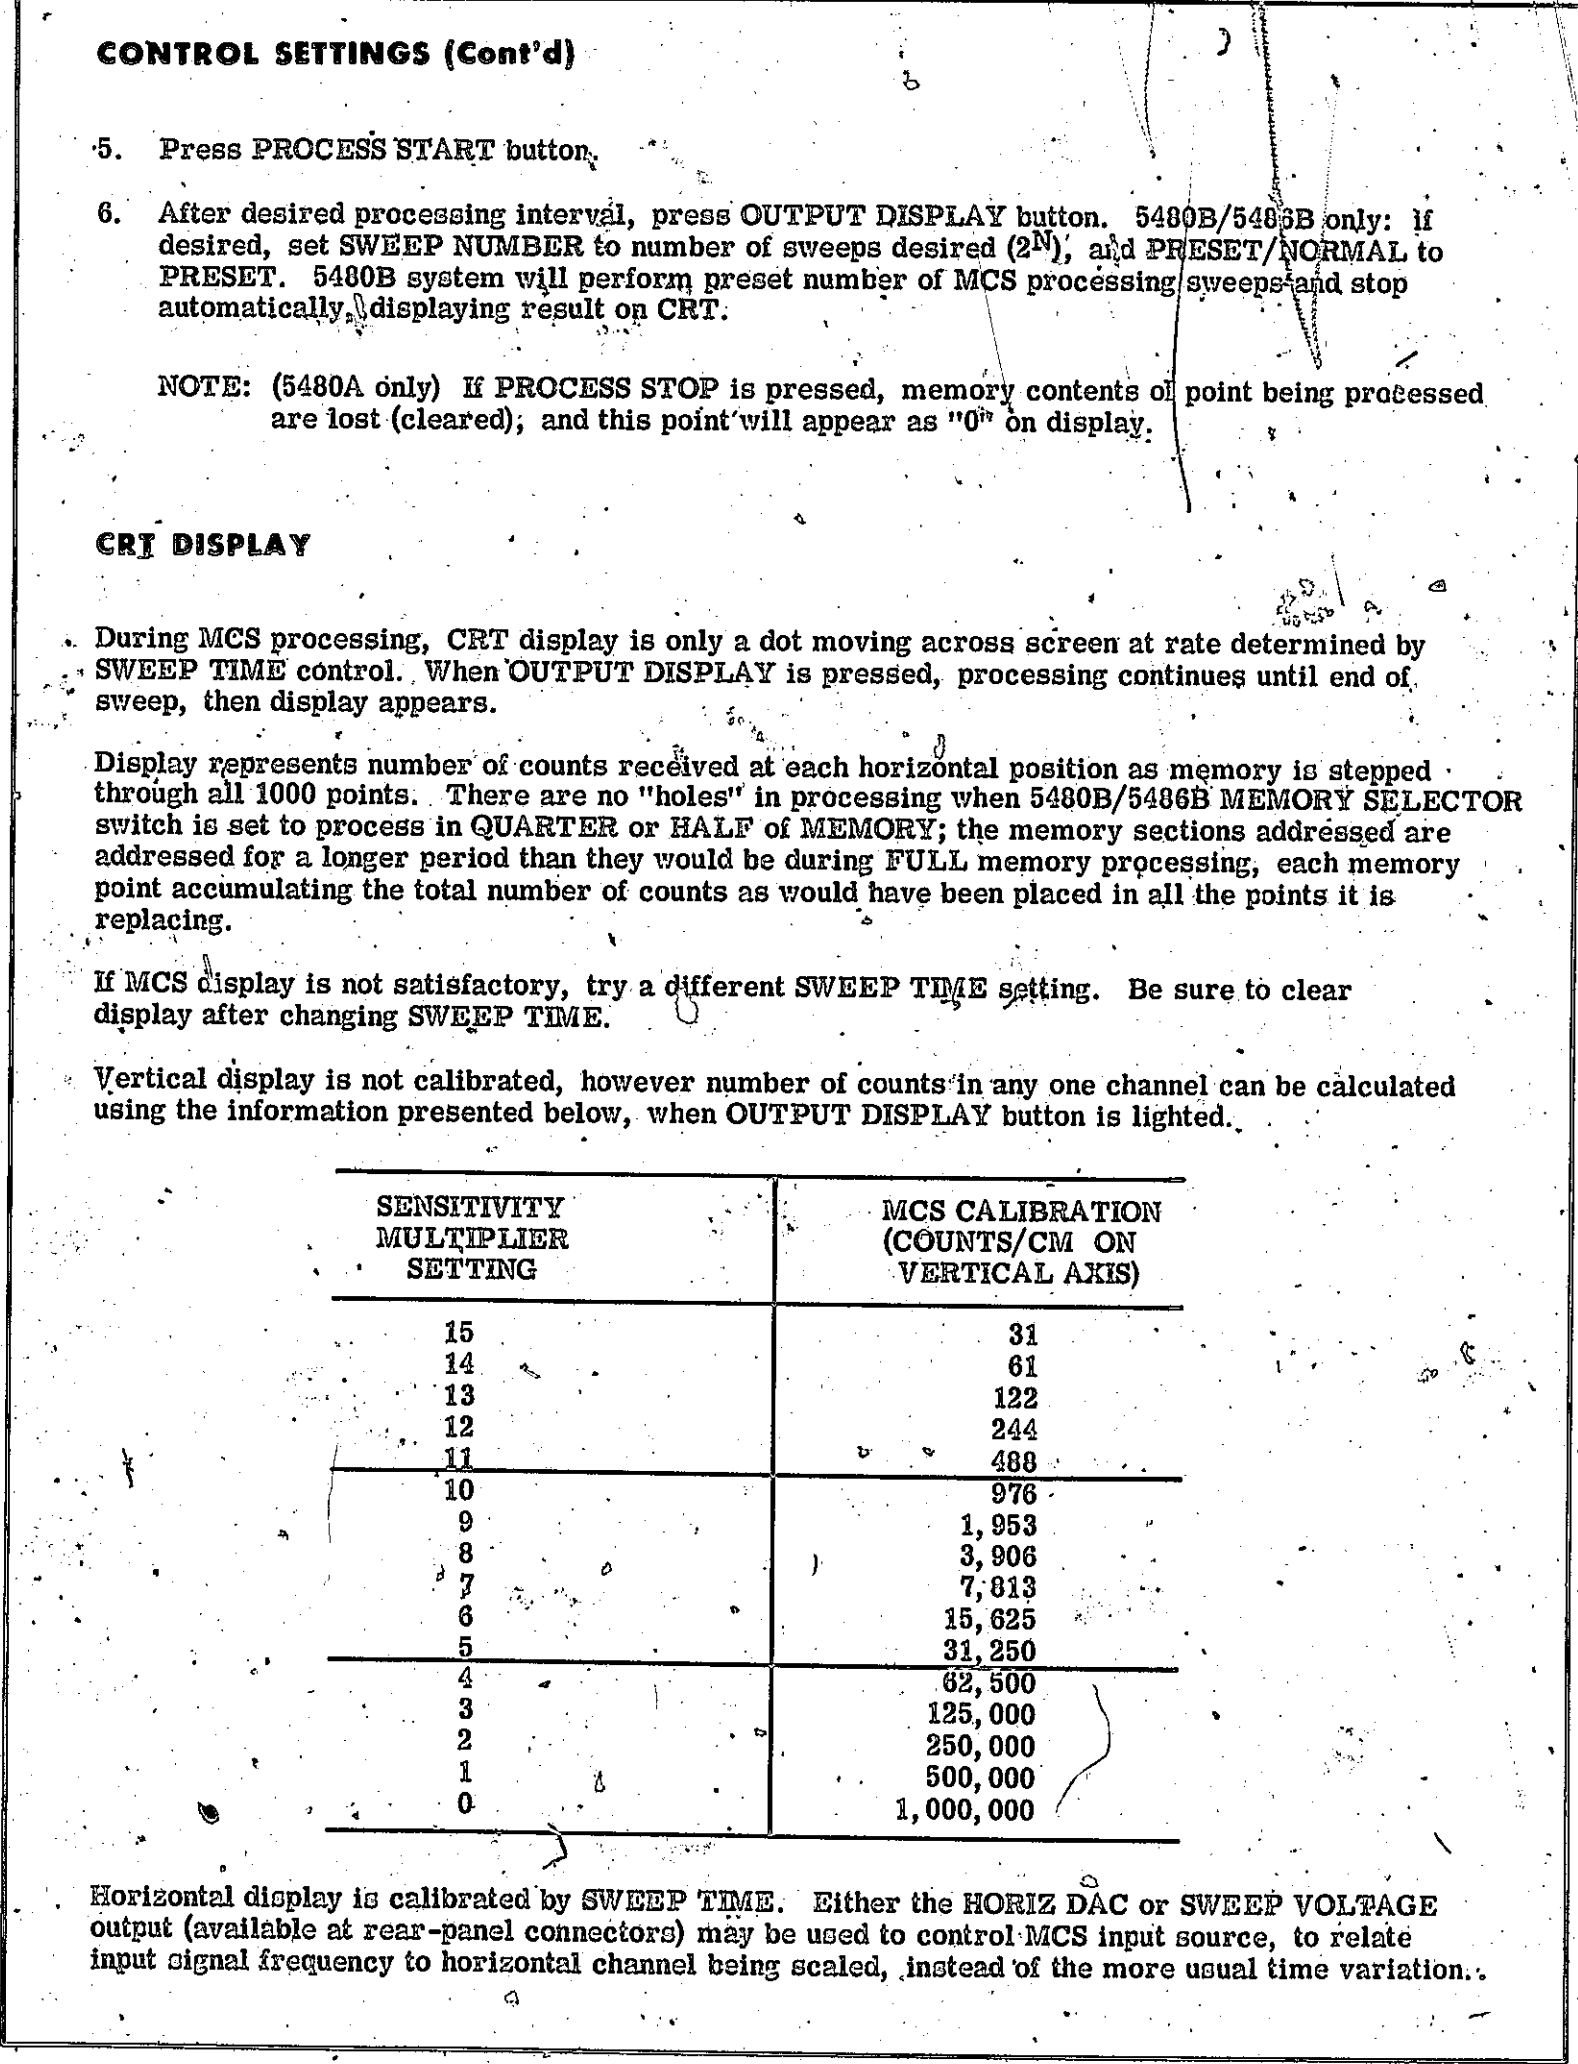 CONTROL SETTINGS (Cont'd)
5. Press PROCESS START button.
6. After desired processing interval, press OUTPUT DISPLAY button. 5480B/5486B only: if
desired, set SWEEP NUMBER to number of sweeps desired (2^N), and PRESET/NORMAL to
PRESET. 5480B system will perform preset number of MCS processing sweeps and stop
automatically, displaying result on CRT.
NOTE: (5480A only) If PROCESS STOP is pressed, memory contents of point being processed
are lost (cleared); and this point will appear as "0" on display.
CRT DISPLAY
During MCS processing, CRT display is only a dot moving across screen at rate determined by
SWEEP TIME control. When OUTPUT DISPLAY is pressed, processing continues until end of
sweep, then display appears.
Display represents number of counts received at each horizontal position as memory is stepped
through all 1000 points. There are no "holes" in processing when 5480B/5486B MEMORY SELECTOR
switch is set to process in QUARTER or HALF of MEMORY; the memory sections addressed are
addressed for a longer period than they would be during FULL memory processing, each memory
point accumulating the total number of counts as would have been placed in all the points it is
replacing.
If MCS display is not satisfactory, try a different SWEEP TIME setting. Be sure to clear
display after changing SWEEP TIME.
Vertical display is not calibrated, however number of counts in any one channel can be calculated
using the information presented below, when OUTPUT DISPLAY button is lighted.
SENSITIVITY MCS CALIBRATION
MULTIPLIER (COUNTS/CM ON
SETTING VERTICAL AXIS)
15 31
14 61
13 122
12 244
11 488
10 976
9 1,953
8 3,906
7 7,813
6 15,625
5 31,250
4 62,500
3 125,000
2 250,000
1 500,000
0 1,000,000
Horizontal display is calibrated by SWEEP TIME. Either the HORIZ DAC or SWEEP VOLTAGE
output (available at rear-panel connectors) may be used to control MCS input source, to relate
input signal frequency to horizontal channel being scaled, instead of the more usual time variation.